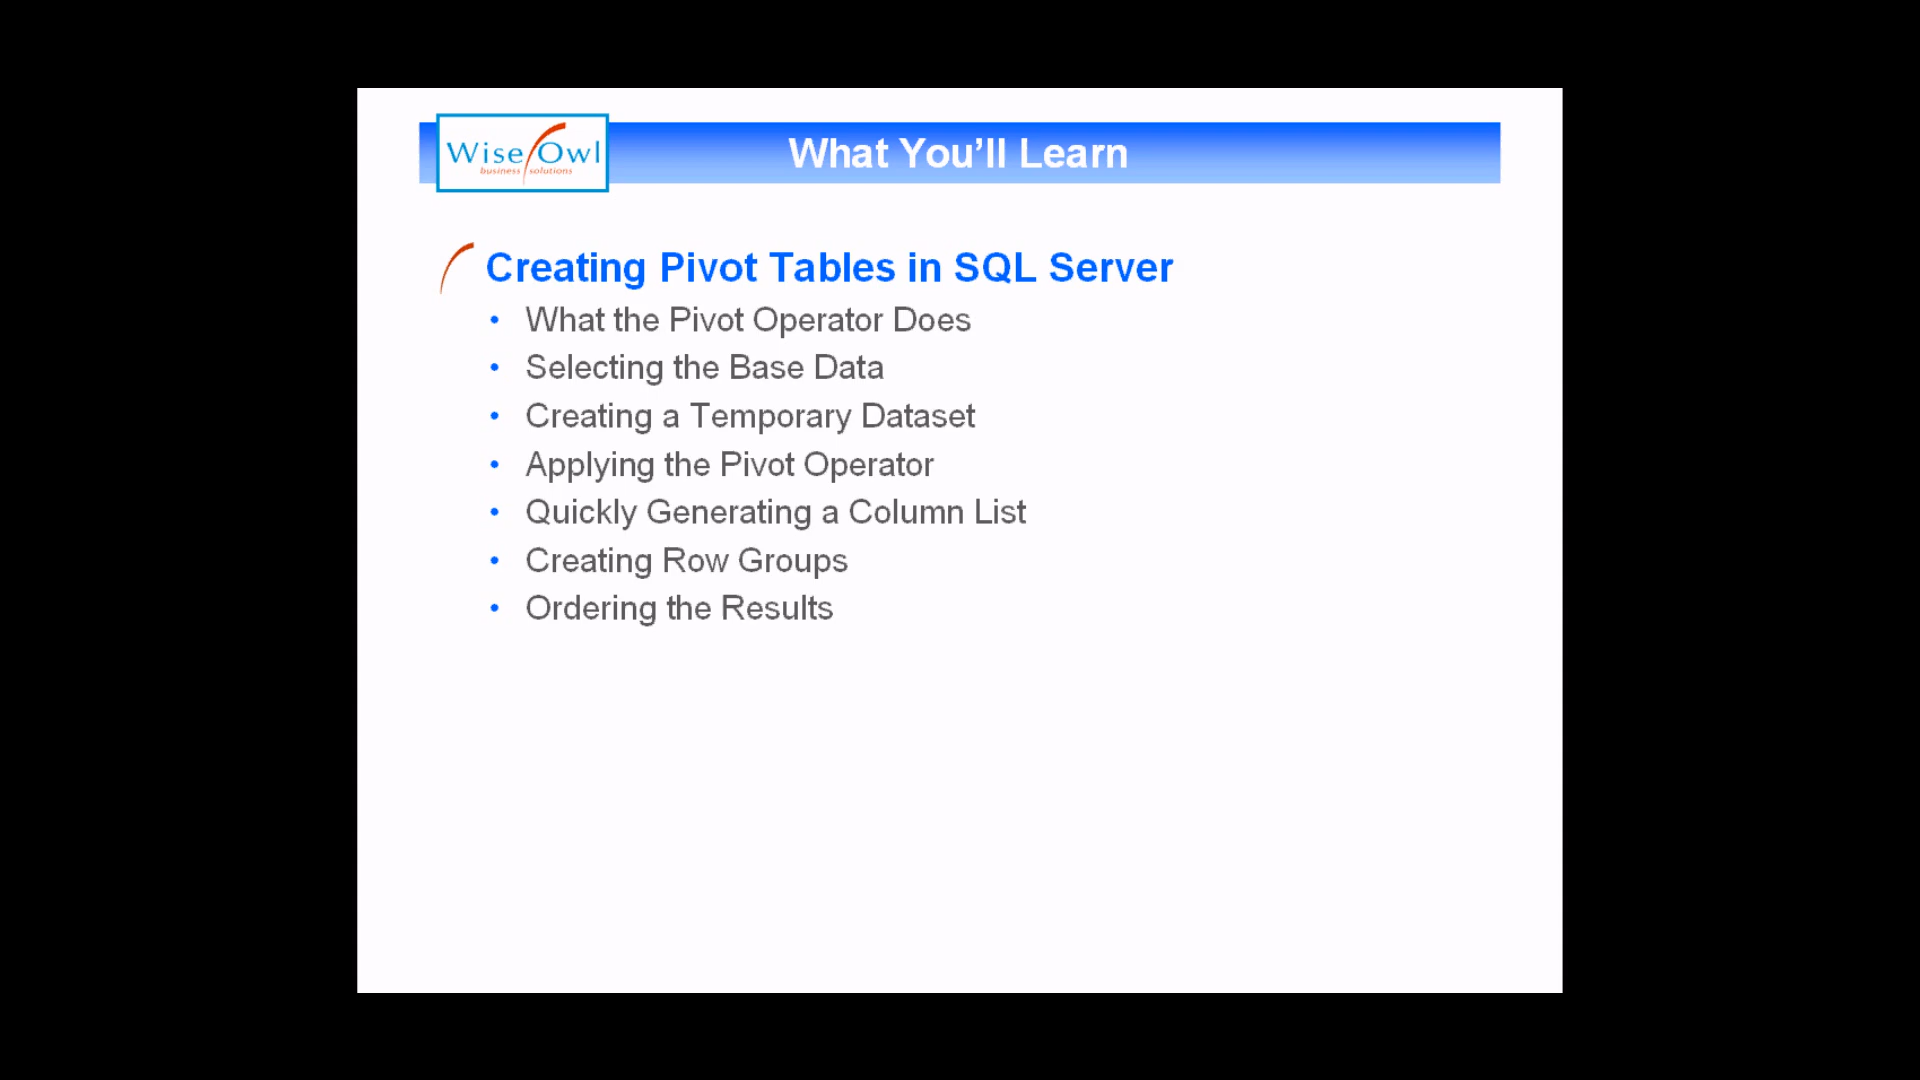 Wise Owl
business solutions
What You’ll Learn
Creating Pivot Tables in SQL Server
• What the Pivot Operator Does
• Selecting the Base Data
• Creating a Temporary Dataset
• Applying the Pivot Operator
• Quickly Generating a Column List
• Creating Row Groups
• Ordering the Results